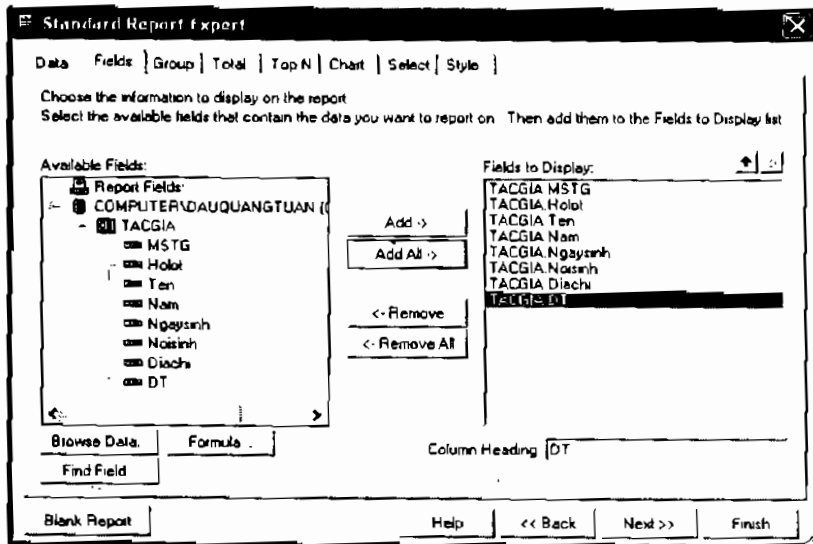 Standard Report Expert
Data Fields Group Total Top N Chart Select Style
Choose the information to display on the report
Select the available fields that contain the data you want to report on Then add them to the Fields to Display list
Available Fields:
Report Fields
COMPUTER\DAUQUANGTUAN
TACGIA
MSTG
Holot
Ten
Nam
Ngaysinh
Noisinh
Diachi
DT
Add ->
Add All ->
<- Remove
<- Remove All
Fields to Display:
TACGIA.MSTG
TACGIA.Holot
TACGIA.Ten
TACGIA.Nam
TACGIA.Ngaysinh
TACGIA.Noisinh
TACGIA.Diachi
TACGIA.DT
Browse Data.
Formula .
Find Field
Column Heading DT
Blank Report Help << Back Next >> Finish